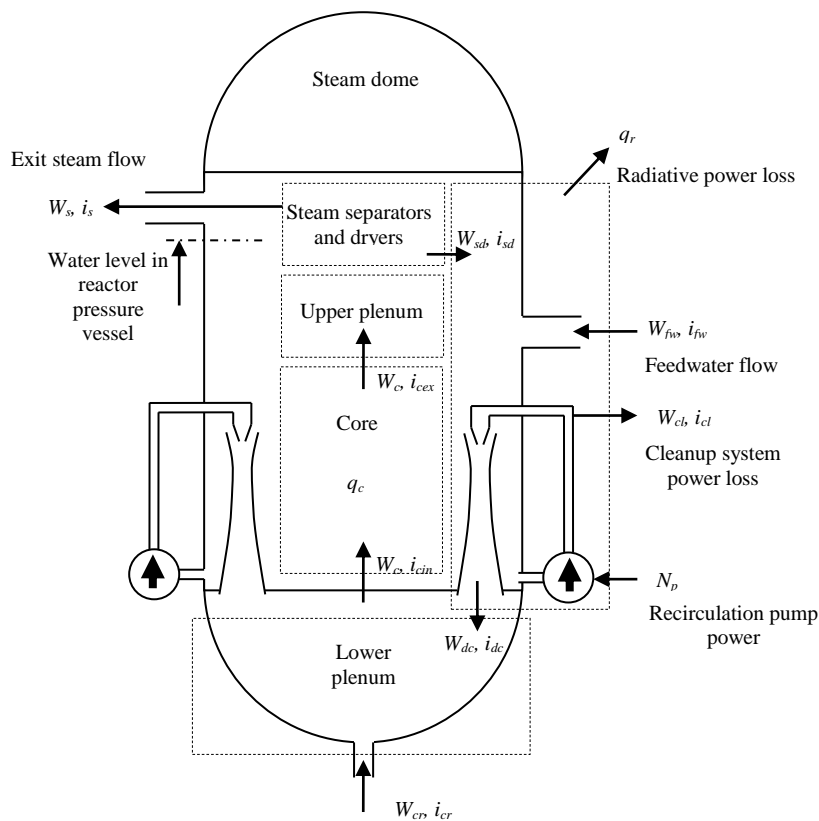 Steam dome
q_r
Exit steam flow
Radiative power loss
W_s, i_s
Steam separators
and dryers
W_sd, i_sd
Water level in
reactor
pressure
vessel
Upper plenum
W_fw, i_fw
Feedwater flow
W_c, i_cex
Core
W_cl, i_cl
Cleanup system
power loss
q_c
W_c, i_cin
N_p
Recirculation pump
power
W_dc, i_dc
Lower
plenum
W_cr, i_cr